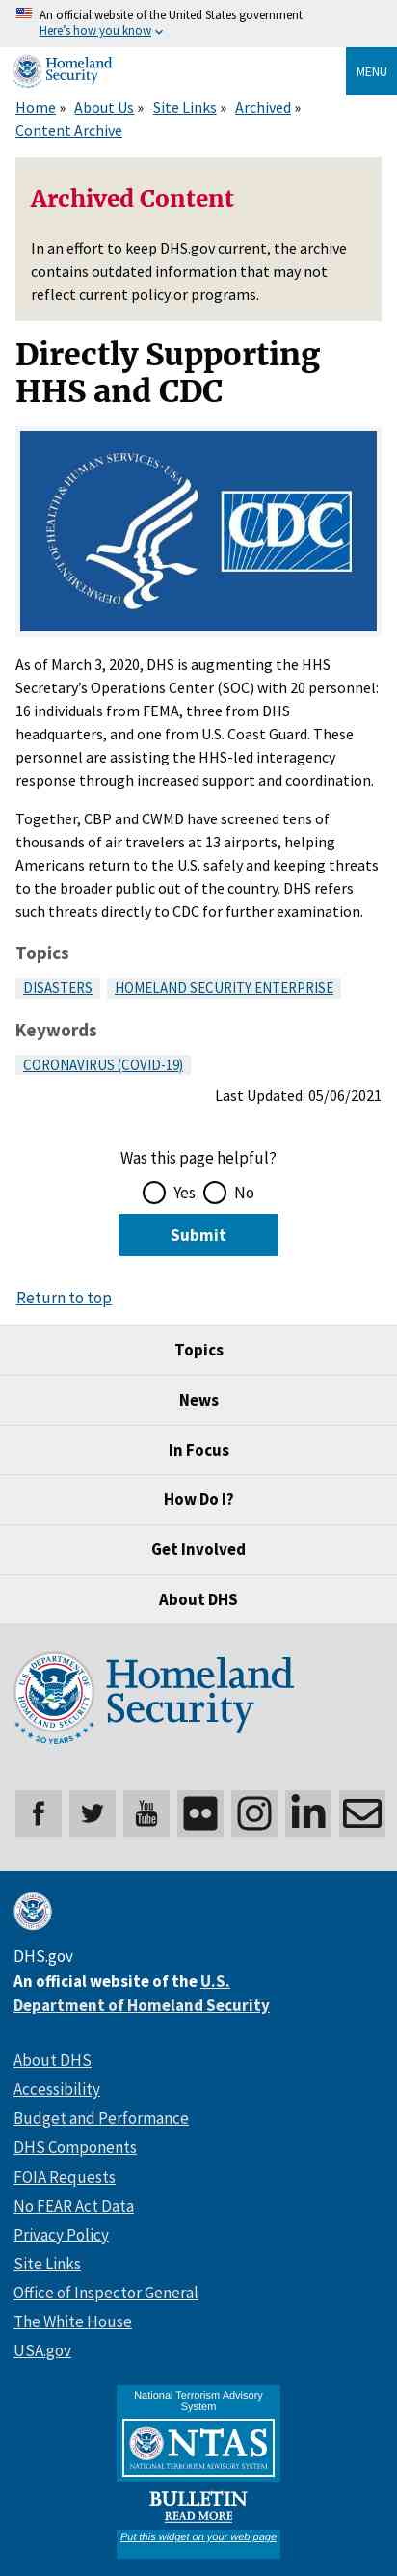 An official website of the United States government
Here’s how you know
Homeland
Security
MENU
Home » About Us » Site Links » Archived »
Content Archive
Archived Content
In an effort to keep DHS.gov current, the archive
contains outdated information that may not
reflect current policy or programs.
Directly Supporting
HHS and CDC
DEPARTMENT OF HEALTH & HUMAN SERVICES · USA
CDC
As of March 3, 2020, DHS is augmenting the HHS
Secretary’s Operations Center (SOC) with 20 personnel:
16 individuals from FEMA, three from DHS
headquarters, and one from U.S. Coast Guard. These
personnel are assisting the HHS-led interagency
response through increased support and coordination.
Together, CBP and CWMD have screened tens of
thousands of air travelers at 13 airports, helping
Americans return to the U.S. safely and keeping threats
to the broader public out of the country. DHS refers
such threats directly to CDC for further examination.
Topics
DISASTERS HOMELAND SECURITY ENTERPRISE
Keywords
CORONAVIRUS (COVID-19)
Last Updated: 05/06/2021
Was this page helpful?
Yes No
Submit
Return to top
Topics
News
In Focus
How Do I?
Get Involved
About DHS
U.S. DEPARTMENT OF HOMELAND SECURITY
20 YEARS
Homeland
Security
You
Tube
in
DHS.gov
An official website of the U.S.
Department of Homeland Security
About DHS
Accessibility
Budget and Performance
DHS Components
FOIA Requests
No FEAR Act Data
Privacy Policy
Site Links
Office of Inspector General
The White House
USA.gov
National Terrorism Advisory
System
NTAS
NATIONAL TERRORISM ADVISORY SYSTEM
BULLETIN
READ MORE
Put this widget on your web page